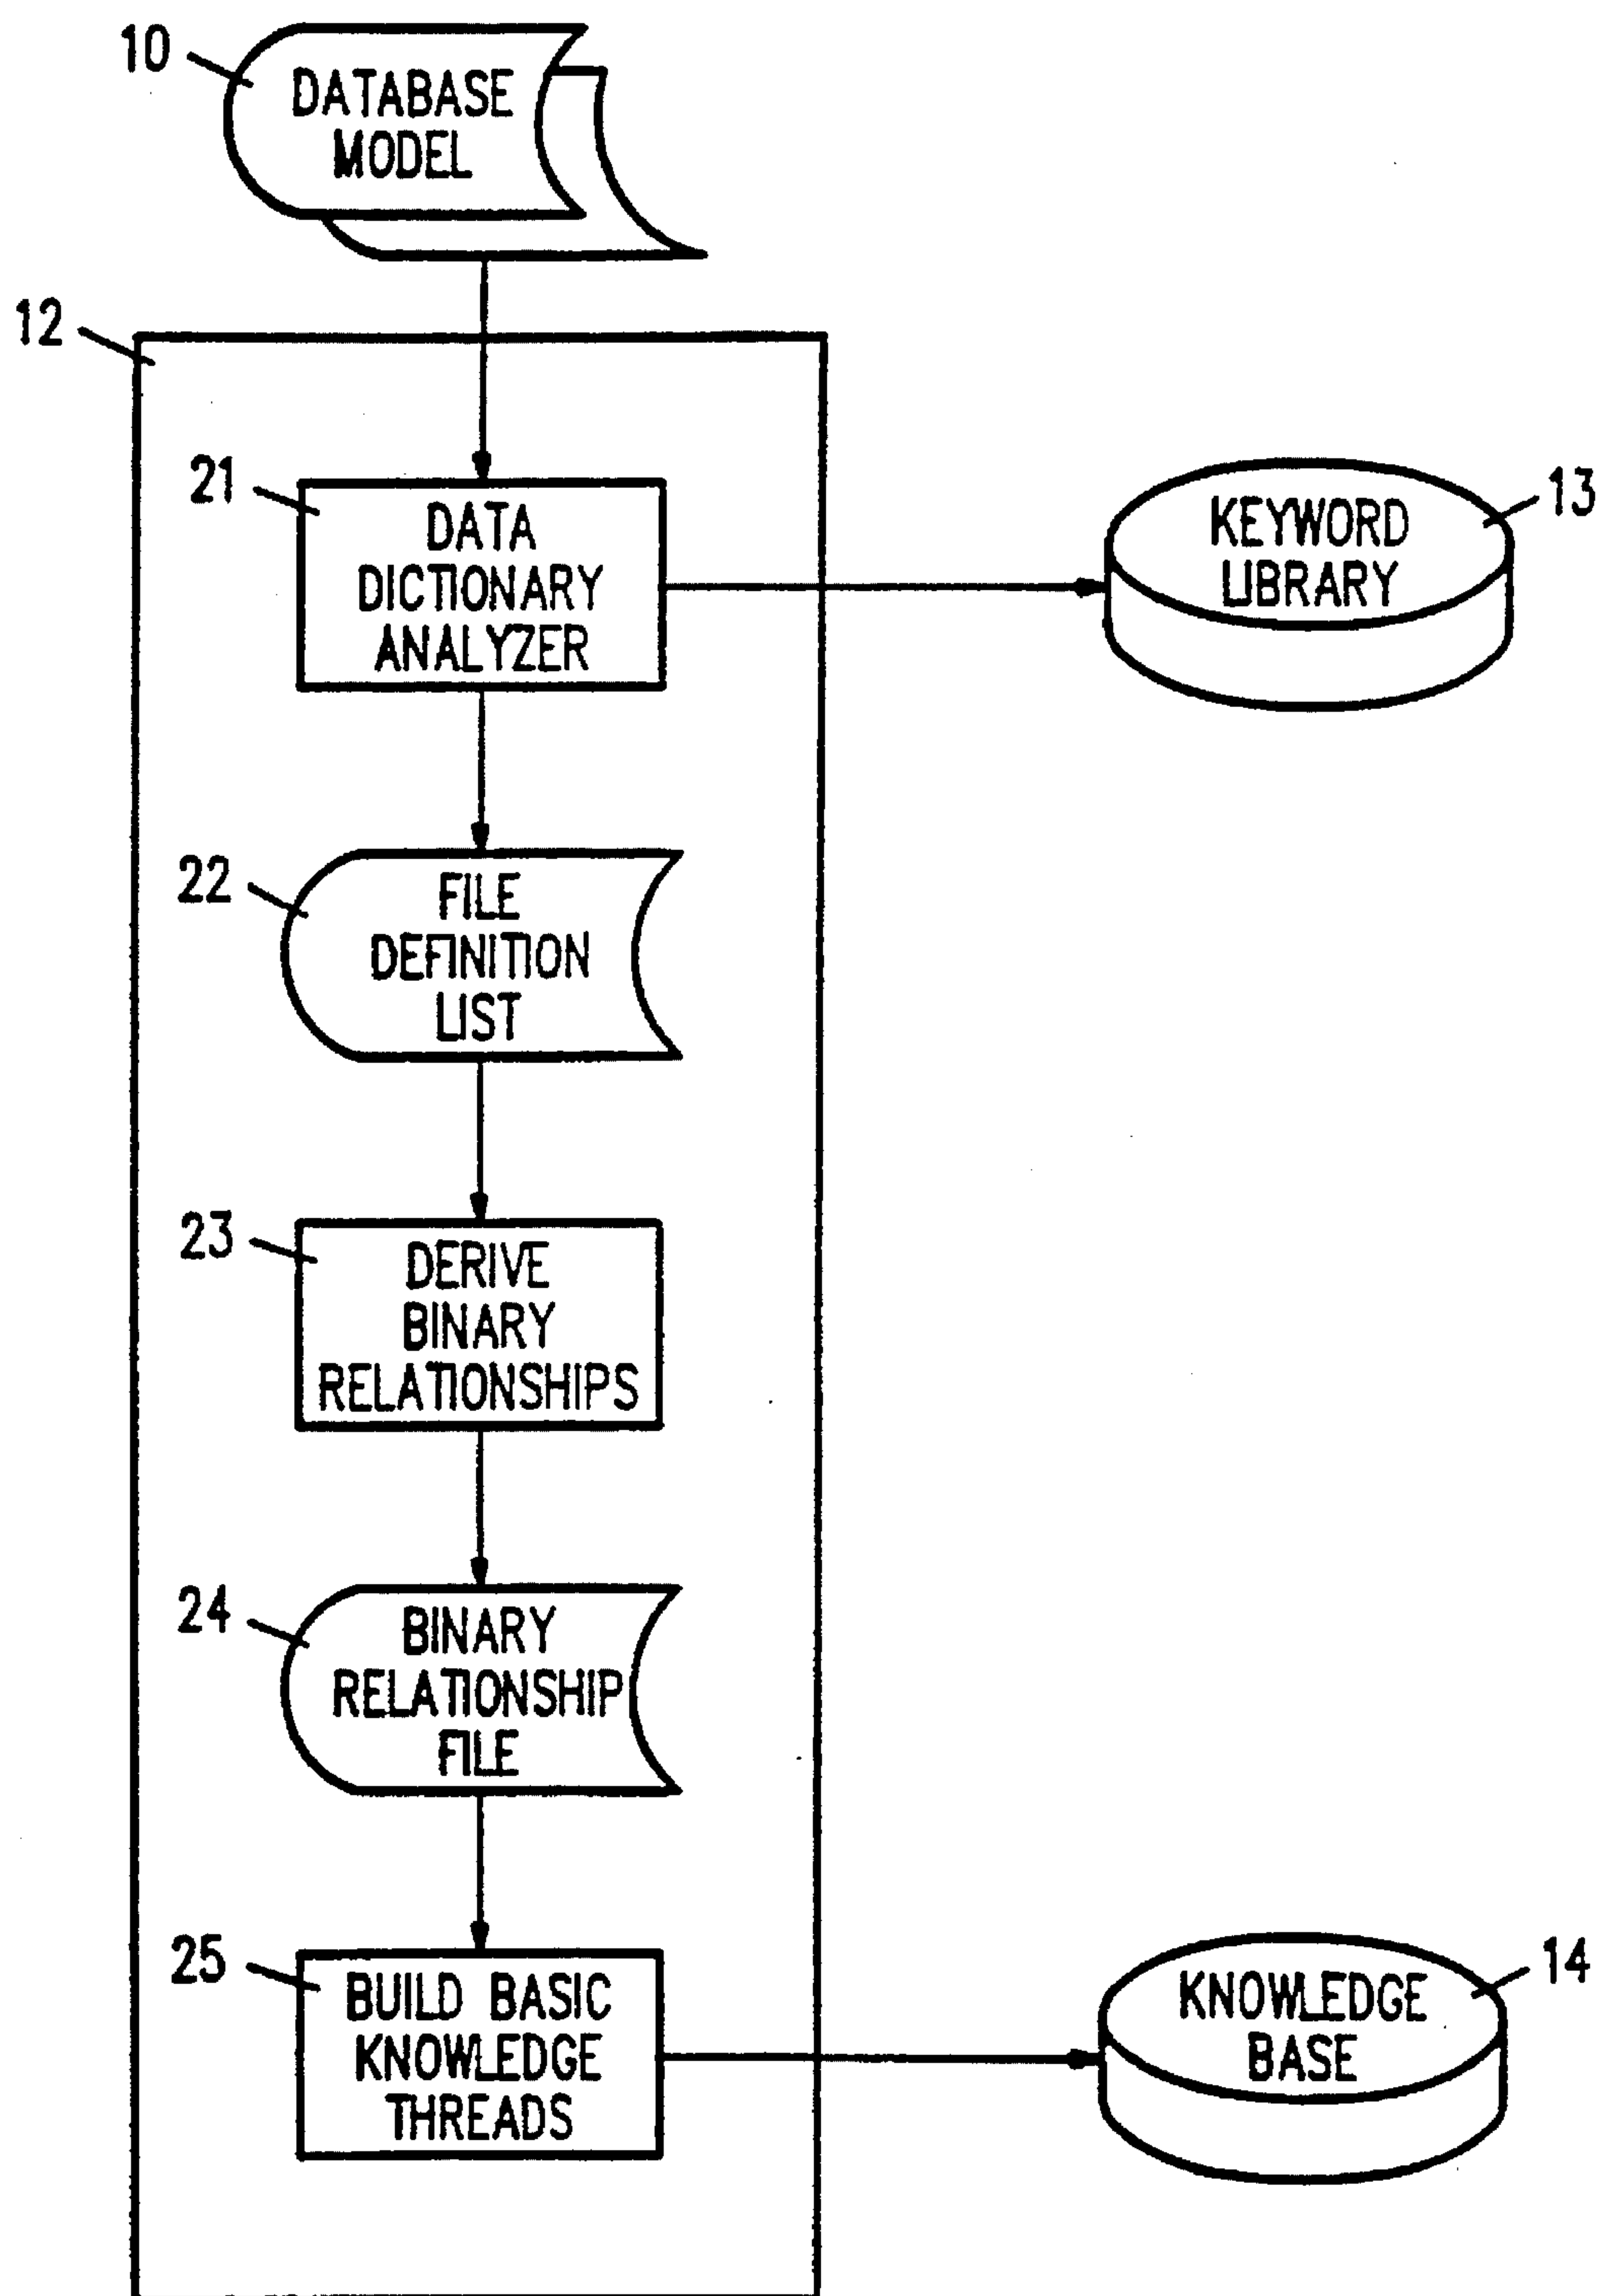 10
DATABASE
MODEL
12
21
DATA
DICTIONARY
ANALYZER
KEYWORD
LIBRARY
13
22
FILE
DEFINITION
LIST
23
DERIVE
BINARY
RELATIONSHIPS
24
BINARY
RELATIONSHIP
FILE
25
BUILD BASIC
KNOWLEDGE
THREADS
KNOWLEDGE
BASE
14